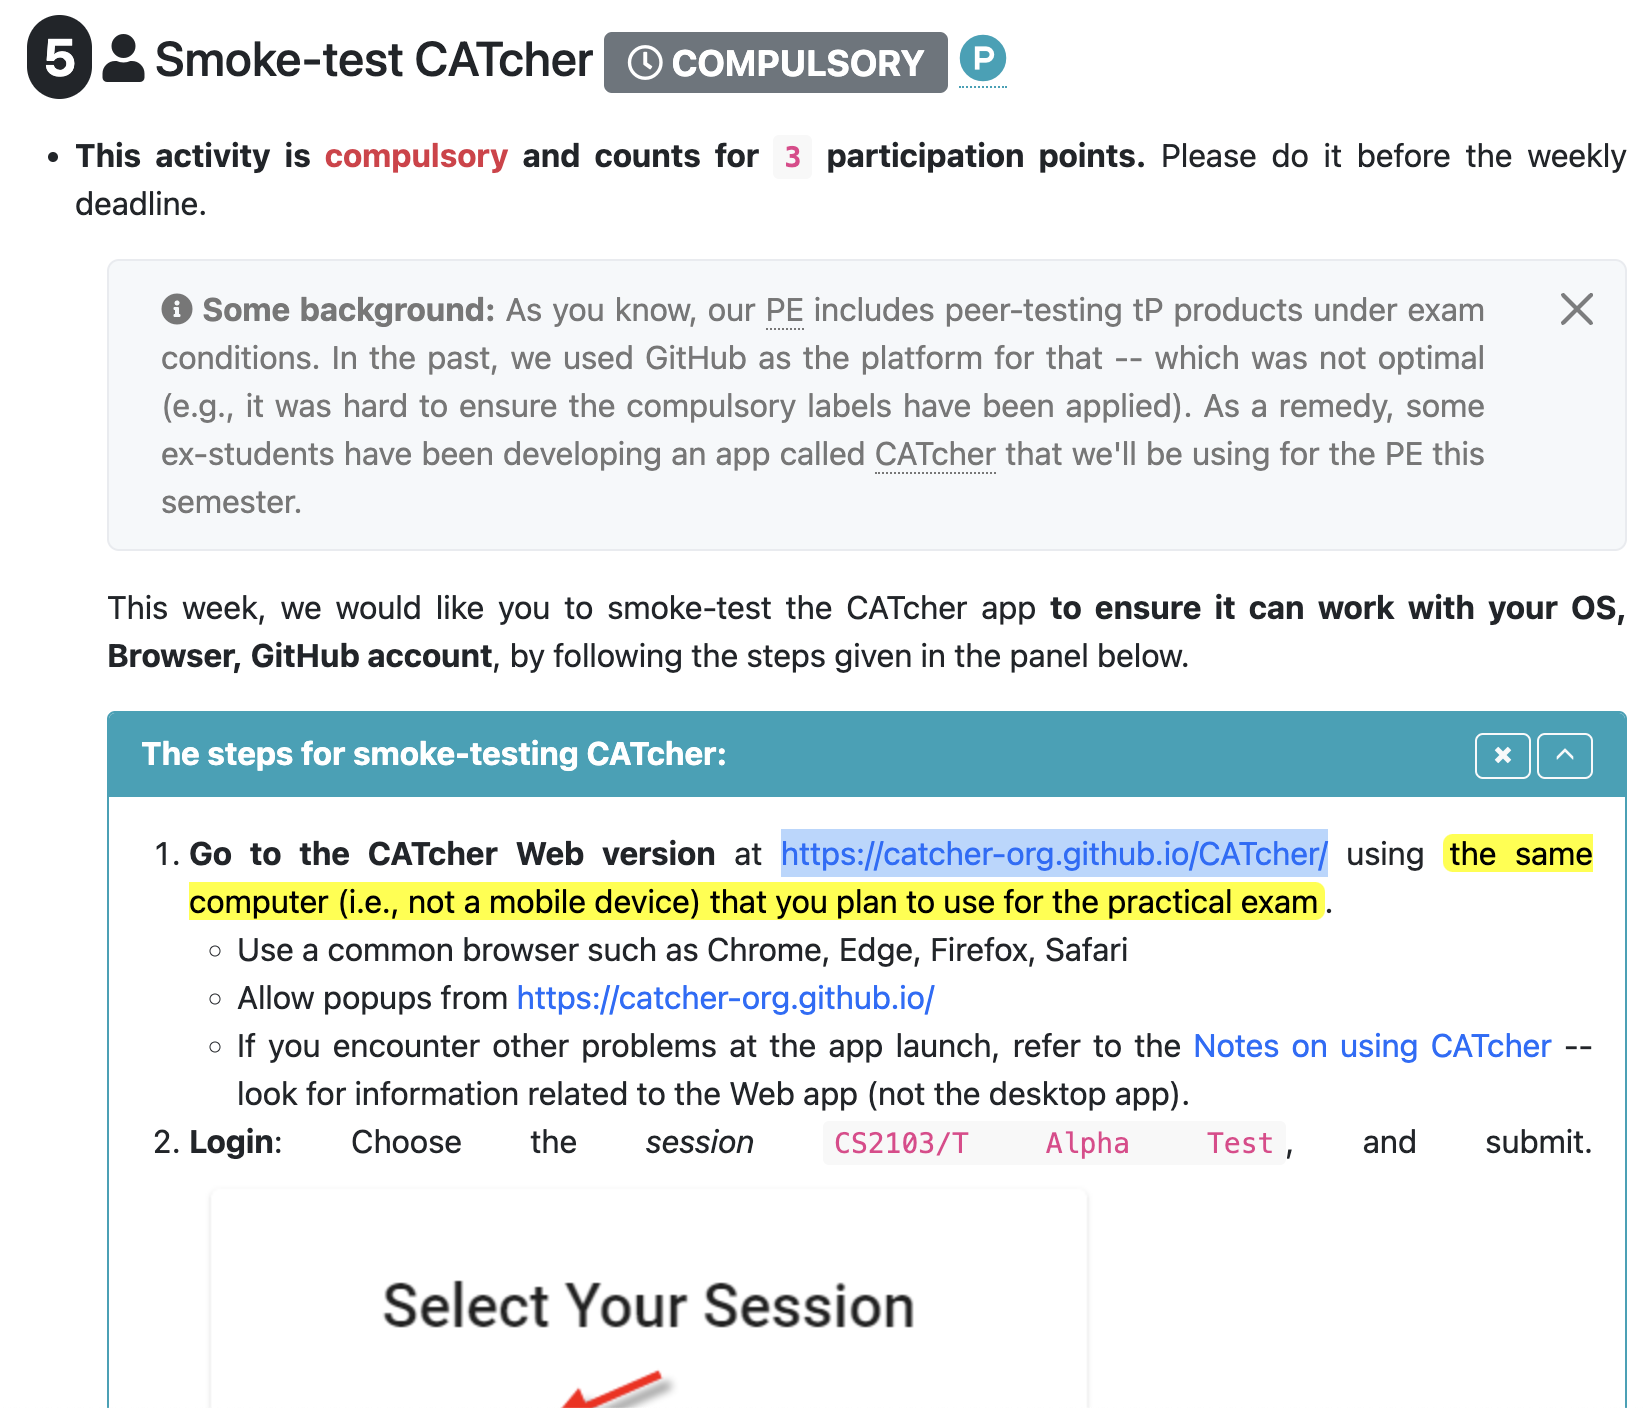 5 Smoke-test CATcher COMPULSORY P
• This activity is compulsory and counts for 3 participation points. Please do it before the weekly
deadline.
Some background: As you know, our PE includes peer-testing tP products under exam
conditions. In the past, we used GitHub as the platform for that -- which was not optimal
(e.g., it was hard to ensure the compulsory labels have been applied). As a remedy, some
ex-students have been developing an app called CATcher that we'll be using for the PE this
semester.
This week, we would like you to smoke-test the CATcher app to ensure it can work with your OS,
Browser, GitHub account, by following the steps given in the panel below.
The steps for smoke-testing CATcher:
1. Go to the CATcher Web version at https://catcher-org.github.io/CATcher/ using the same
computer (i.e., not a mobile device) that you plan to use for the practical exam.
◦ Use a common browser such as Chrome, Edge, Firefox, Safari
◦ Allow popups from https://catcher-org.github.io/
◦ If you encounter other problems at the app launch, refer to the Notes on using CATcher --
look for information related to the Web app (not the desktop app).
2. Login: Choose the session CS2103/T Alpha Test, and submit.
Select Your Session